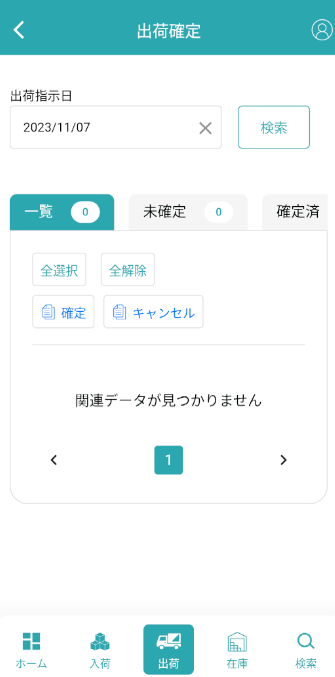 出荷確定
出荷指示日
2023/11/07
検索
一覧 0 未確定 0 確定済
全選択 全解除
確定 キャンセル
関連データが見つかりません
1
ホーム 入荷 出荷 在庫 検索